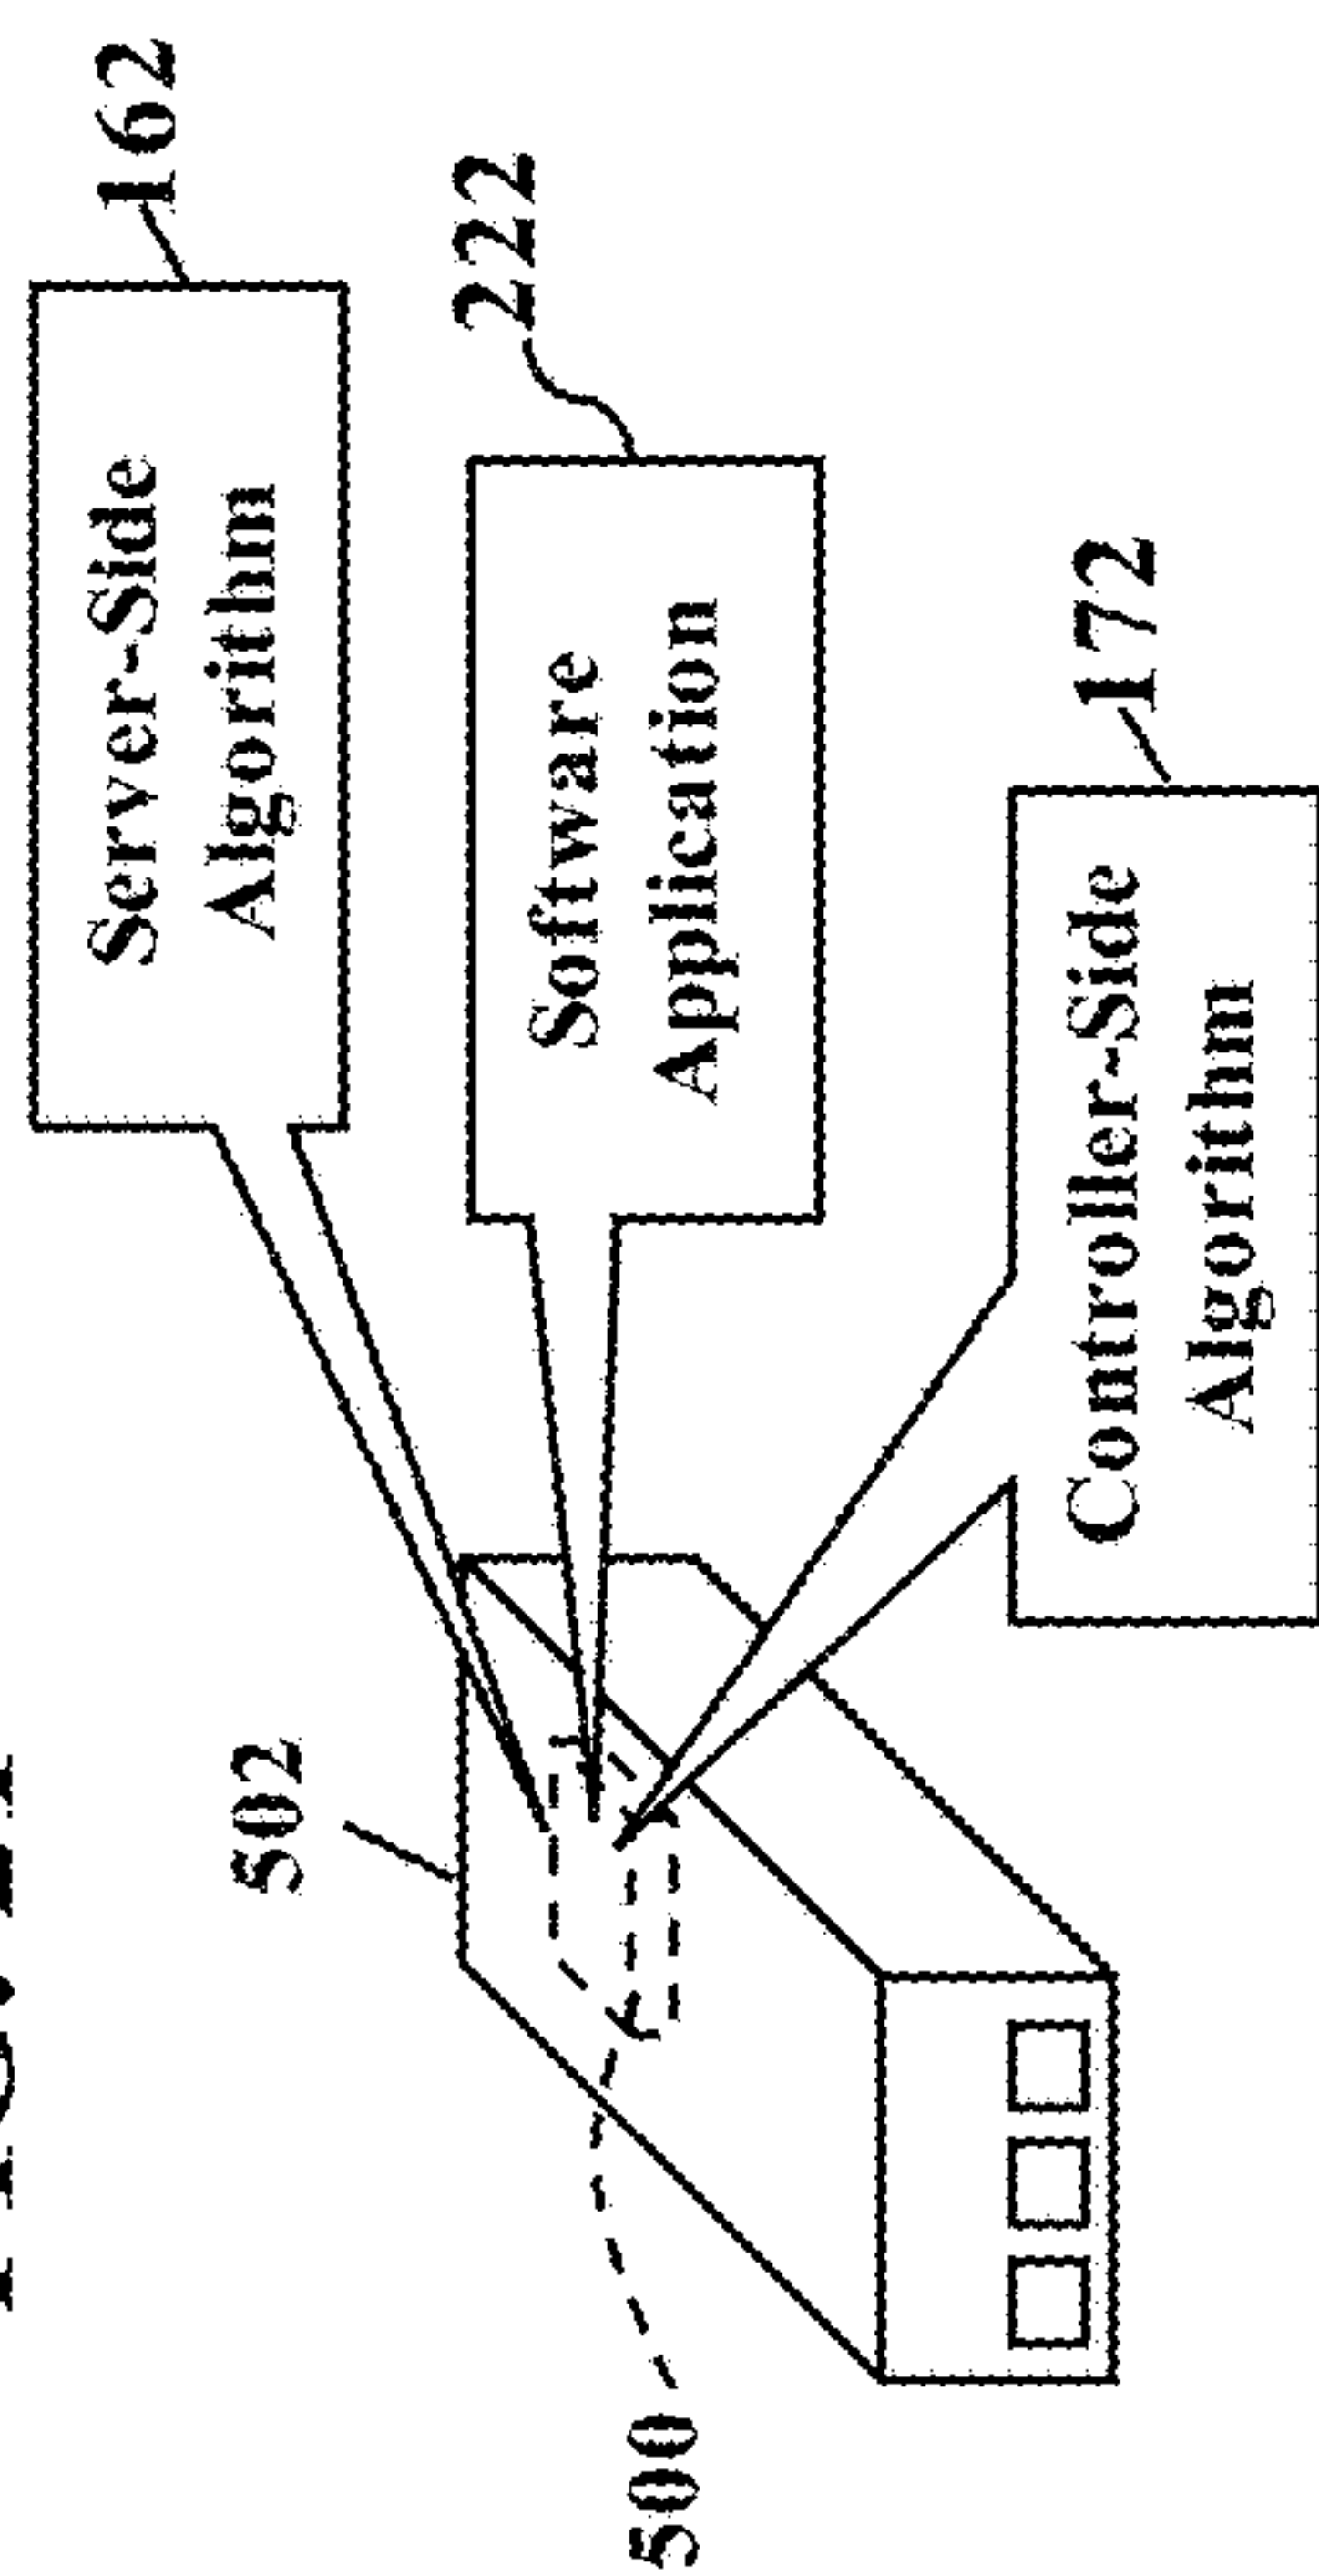 162
Server-Side
Algorithm
222
Software
Application
502
172
Controller-Side
Algorithm
500